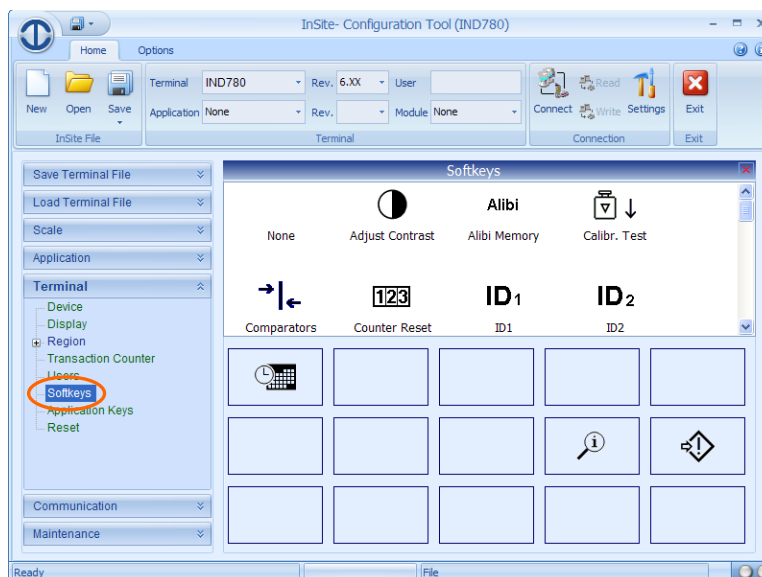 InSite- Configuration Tool (IND780)
Home Options
Terminal IND780 Rev. 6.XX User
Application None Rev. Module None
New Open Save
Connect Read Write Settings Exit
InSite File Terminal Connection Exit
Save Terminal File
Load Terminal File
Scale
Application
Terminal
Device
Display
Region
Transaction Counter
Users
Softkeys
Application Keys
Reset
Communication
Maintenance
Softkeys
Alibi
None Adjust Contrast Alibi Memory Calibr. Test
123 ID1 ID2
Comparators Counter Reset ID1 ID2
Ready File